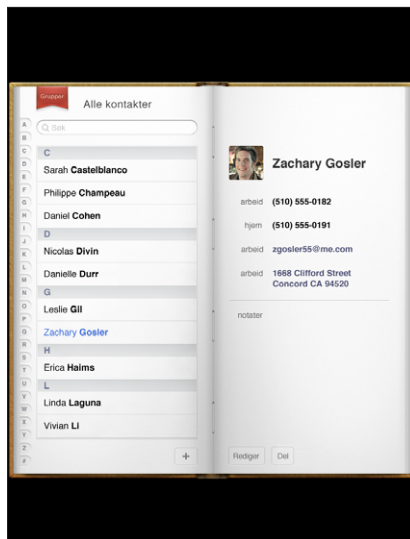 Grupper
Alle kontakter
Søk
A
B
C
D
E
F
G
H
I
J
K
L
M
N
O
P
Q
R
S
T
U
V
W
X
Y
Z
#
C
Sarah Castelblanco
Philippe Champeau
Daniel Cohen
D
Nicolas Divin
Danielle Durr
G
Leslie Gil
Zachary Gosler
H
Erica Haims
L
Linda Laguna
Vivian Li
+
Zachary Gosler
arbeid (510) 555-0182
hjem (510) 555-0191
arbeid zgosler55@me.com
arbeid 1668 Clifford Street
Concord CA 94520
notater
Rediger Del